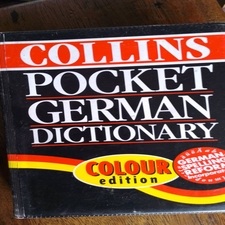 COLLINS
POCKET
GERMAN
DICTIONARY
COLOUR
edition
GERMAN
SPELLING
REFORM